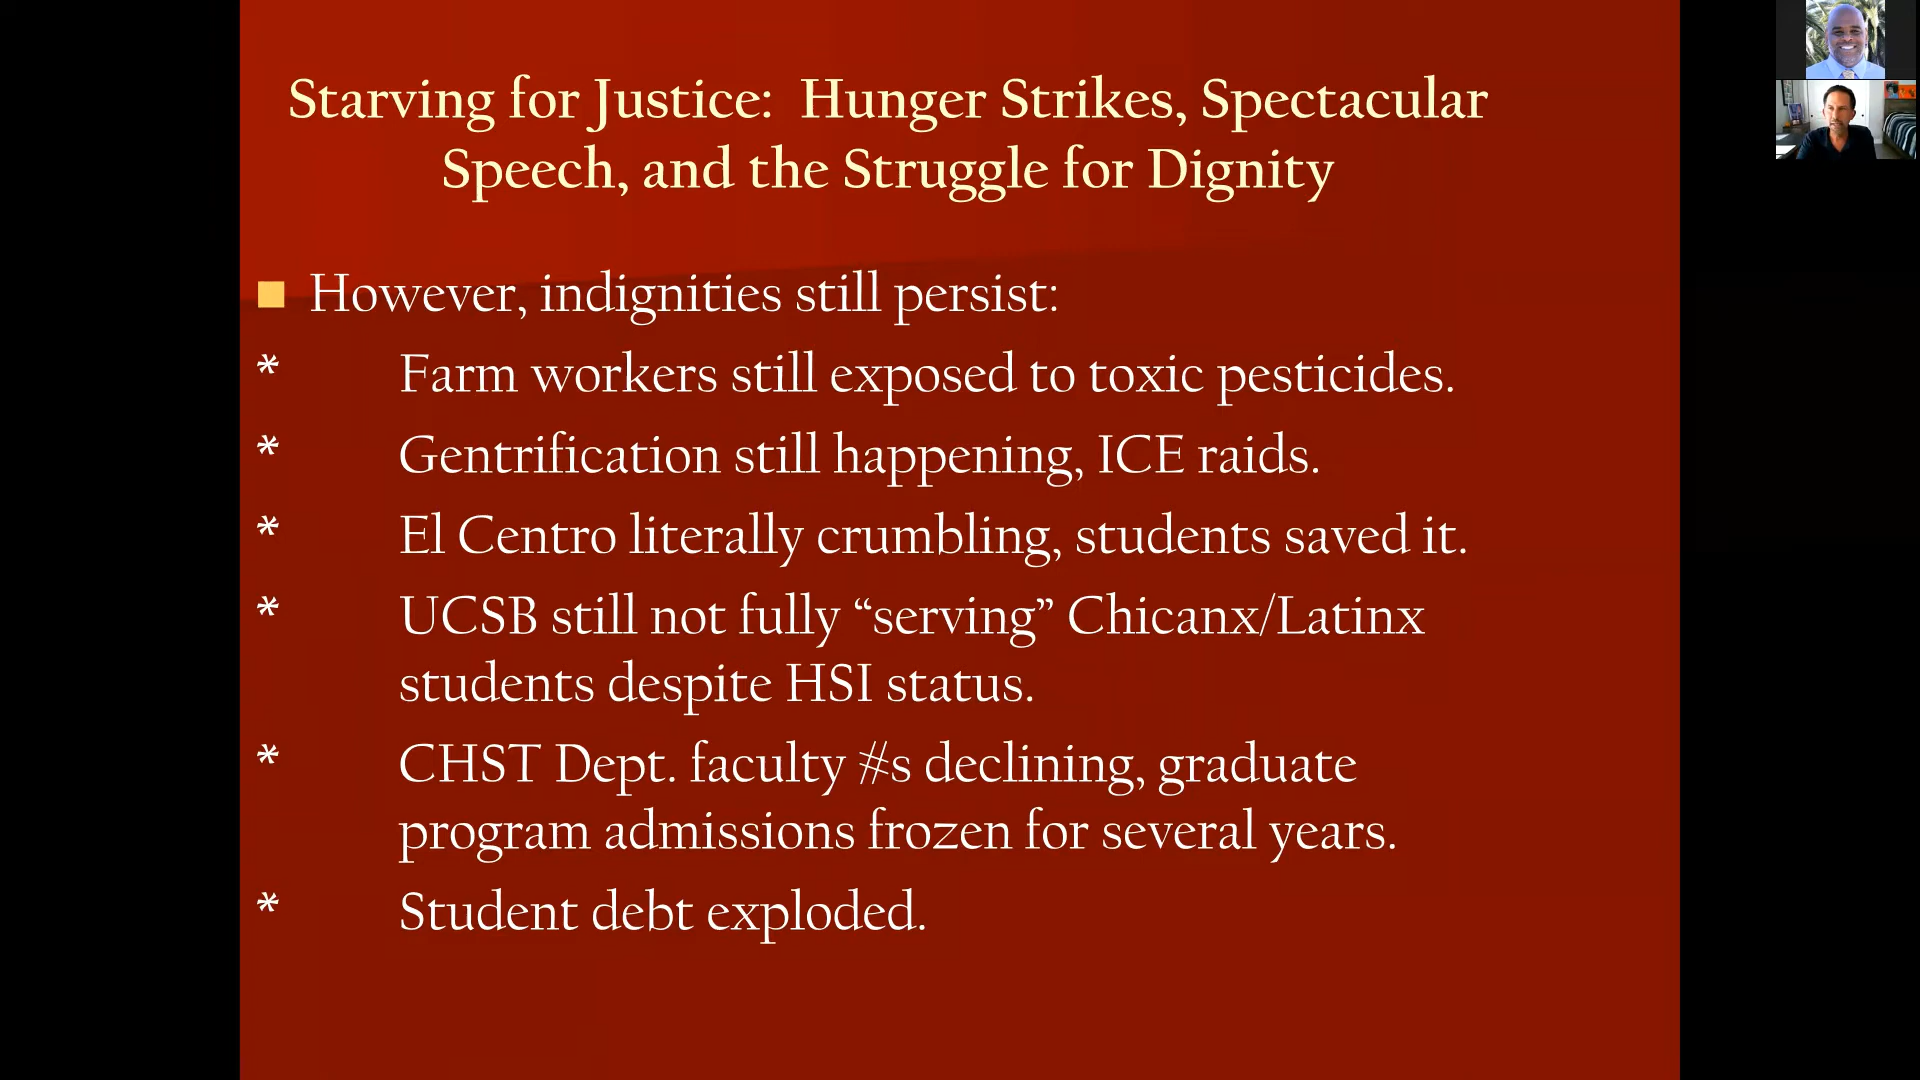 Starving for Justice: Hunger Strikes, Spectacular
Speech, and the Struggle for Dignity
■ However, indignities still persist:
* Farm workers still exposed to toxic pesticides.
* Gentrification still happening, ICE raids.
* El Centro literally crumbling, students saved it.
* UCSB still not fully “serving” Chicanx/Latinx
students despite HSI status.
* CHST Dept. faculty #s declining, graduate
program admissions frozen for several years.
* Student debt exploded.